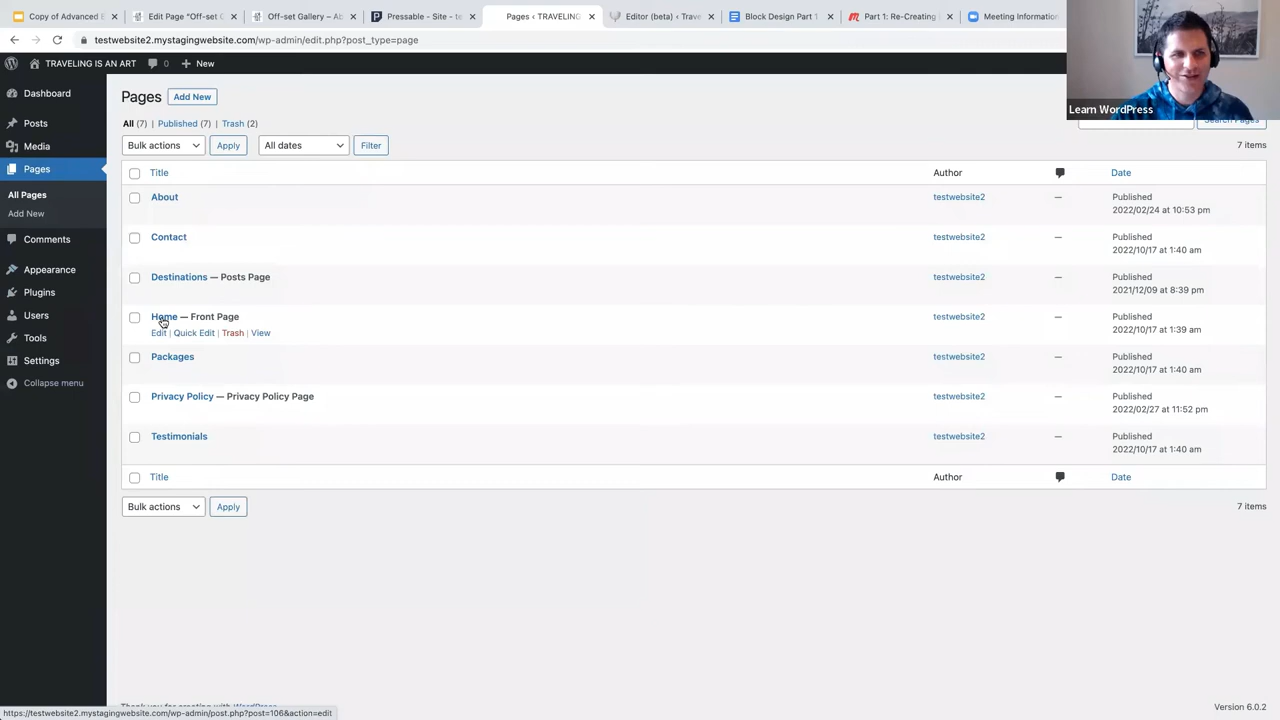 Copy of Advanced E
Edit Page "Off-set G
Off-set Gallery – Ab
Pressable - Site - te
Pages ‹ TRAVELING
Editor (beta) ‹ Trave
Block Design Part 1
Part 1: Re-Creating
Meeting Information
testwebsite2.mystagingwebsite.com/wp-admin/edit.php?post_type=page
TRAVELING IS AN ART
0
New
Learn WordPress
Dashboard
Posts
Media
Pages
All Pages
Add New
Comments
Appearance
Plugins
Users
Tools
Settings
Collapse menu
Pages
Add New
All (7) | Published (7) | Trash (2)
Search Pages
Bulk actions
Apply
All dates
Filter
7 items
Title
Author
Date
About
testwebsite2
—
Published
2022/02/24 at 10:53 pm
Contact
testwebsite2
—
Published
2022/10/17 at 1:40 am
Destinations — Posts Page
testwebsite2
—
Published
2021/12/09 at 8:39 pm
Home — Front Page
Edit | Quick Edit | Trash | View
testwebsite2
—
Published
2022/10/17 at 1:39 am
Packages
testwebsite2
—
Published
2022/10/17 at 1:40 am
Privacy Policy — Privacy Policy Page
testwebsite2
—
Published
2022/02/27 at 11:52 pm
Testimonials
testwebsite2
—
Published
2022/10/17 at 1:40 am
Title
Author
Date
Bulk actions
Apply
7 items
Thank you for creating with WordPress
Version 6.0.2
https://testwebsite2.mystagingwebsite.com/wp-admin/post.php?post=106&action=edit